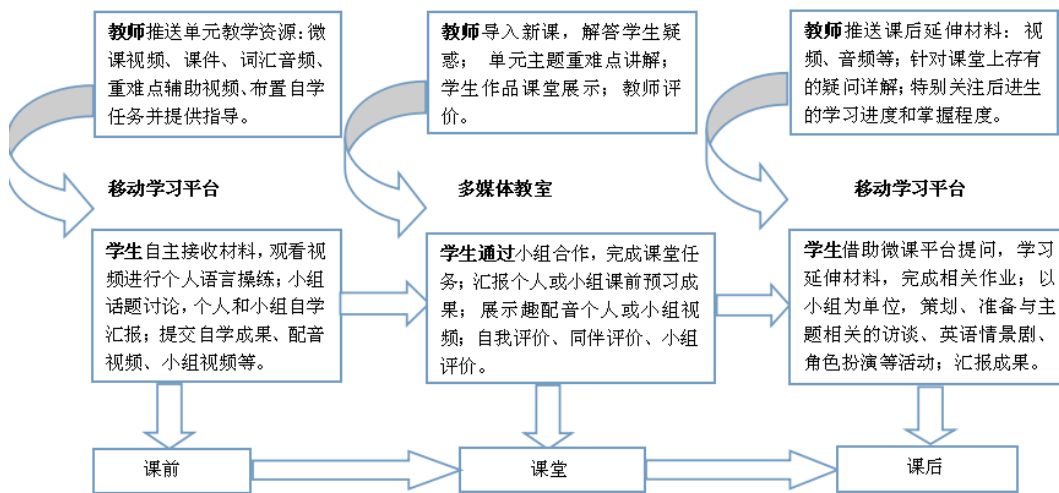 教师推送单元教学资源：微
课视频、课件、词汇音频、
重难点辅助视频、布置自学
任务并提供指导。
教师导入新课，解答学生疑
惑； 单元主题重难点讲解；
学生作品课堂展示；教师评
价。
教师推送课后延伸材料： 视
频、音频等；针对课堂上存有
的疑问详解；特别关注后进生
的学习进度和掌握程度。
移动学习平台
多媒体教室
移动学习平台
学生自主接收材料，观看视
频进行个人语言操练；小组
话题讨论，个人和小组自学
汇报；提交自学成果、配音
视频、小组视频等。
学生通过小组合作，完成课堂任
务；汇报个人或小组课前预习成
果；展示趣配音个人或小组视
频；自我评价、同伴评价、小组
评价。
学生借助微课平台提问，学习
延伸材料，完成相关作业；以
小组为单位，策划、准备与主
题相关的访谈、英语情景剧、
角色扮演等活动；汇报成果。
课前
课堂
课后